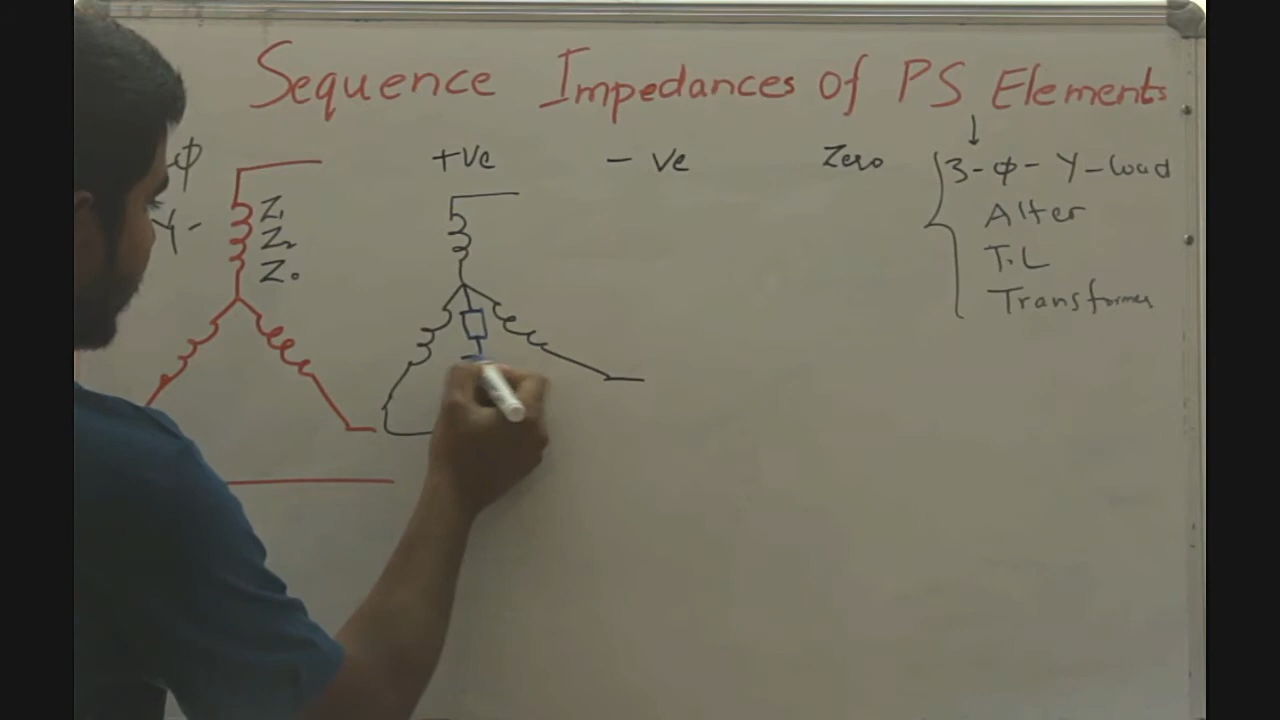 Sequence Impedances of PS Elements
φ
+Ve
- Ve
Zero
3-φ-Y-load
Y-
Z1
Z2
Z0
Alter
T.L
Transformer